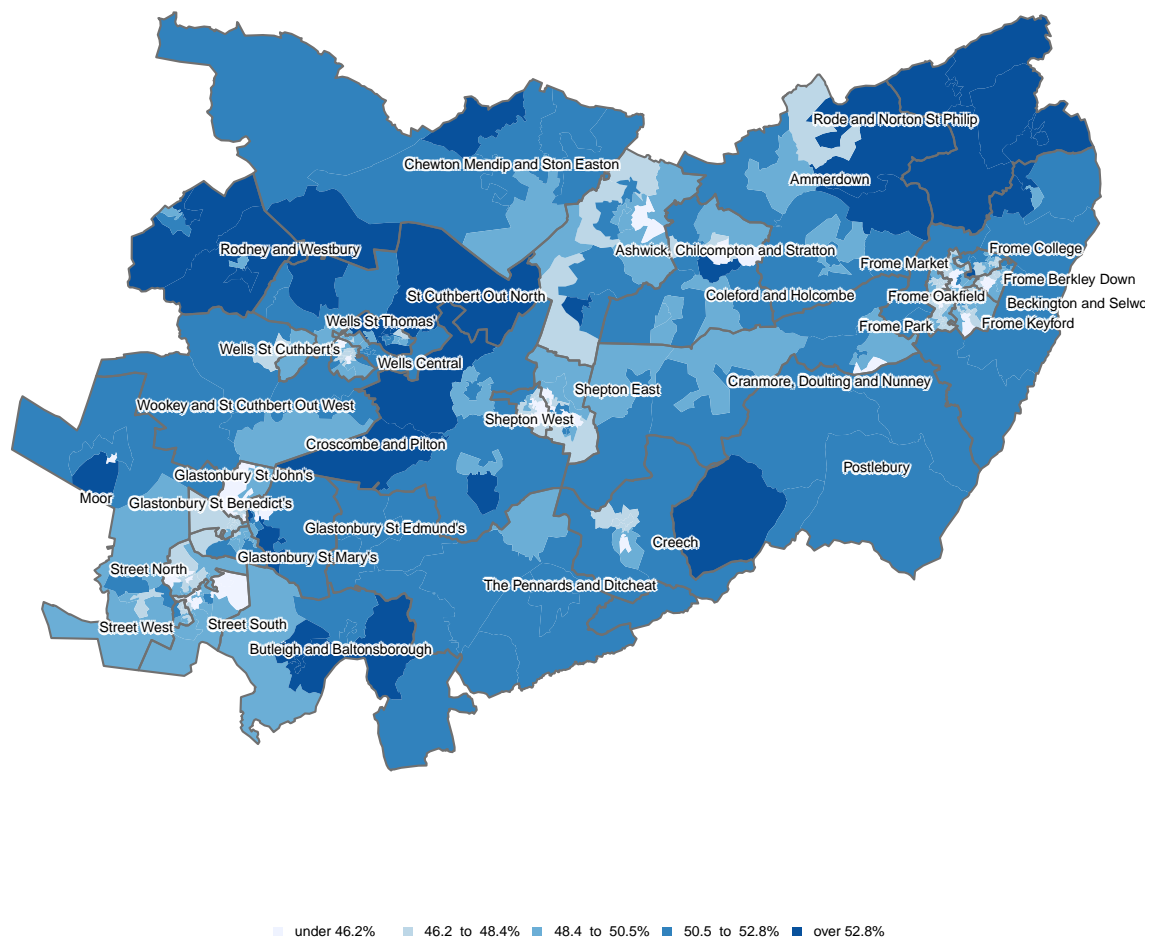 Rode and Norton St Philip
Chewton Mendip and Ston Easton
Ammerdown
Rodney and Westbury
Ashwick, Chilcompton and Stratton
Frome College
Frome Market
Frome Berkley Down
St Cuthbert Out North
Coleford and Holcombe
Frome Oakfield
Beckington and Selwo
Wells St Thomas'
Frome Park
Frome Keyford
Wells St Cuthbert's
Wells Central
Cranmore, Doulting and Nunney
Shepton East
Wookey and St Cuthbert Out West
Shepton West
Croscombe and Pilton
Postlebury
Glastonbury St John's
Moor
Glastonbury St Benedict's
Glastonbury St Edmund's
Creech
Glastonbury St Mary's
Street North
The Pennards and Ditcheat
Street West
Street South
Butleigh and Baltonsborough
under 46.2% 46.2 to 48.4% 48.4 to 50.5% 50.5 to 52.8% over 52.8%